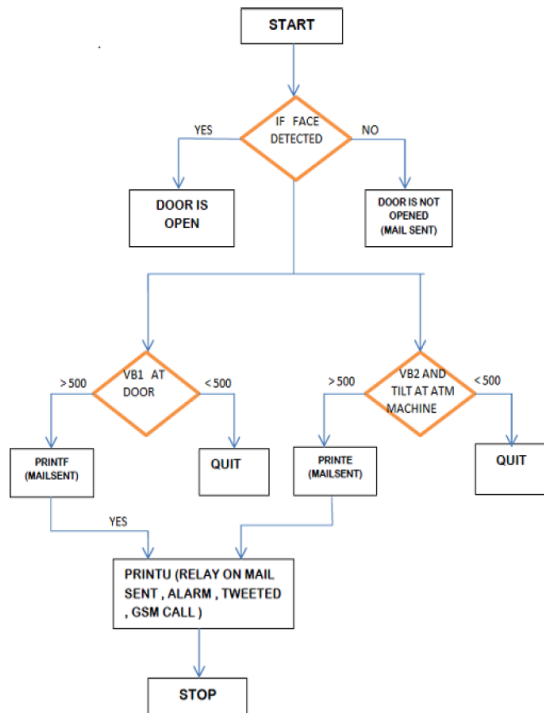 START
IF FACE
DETECTED
YES
NO
DOOR IS
OPEN
DOOR IS NOT
OPENED
(MAIL SENT)
VB1 AT
DOOR
> 500
< 500
VB2 AND
TILT AT ATM
MACHINE
>500
< 500
PRINTF
(MAILSENT)
QUIT
PRINTE
(MAILSENT)
QUIT
YES
PRINTU (RELAY ON MAIL
SENT , ALARM , TWEETED
, GSM CALL )
STOP